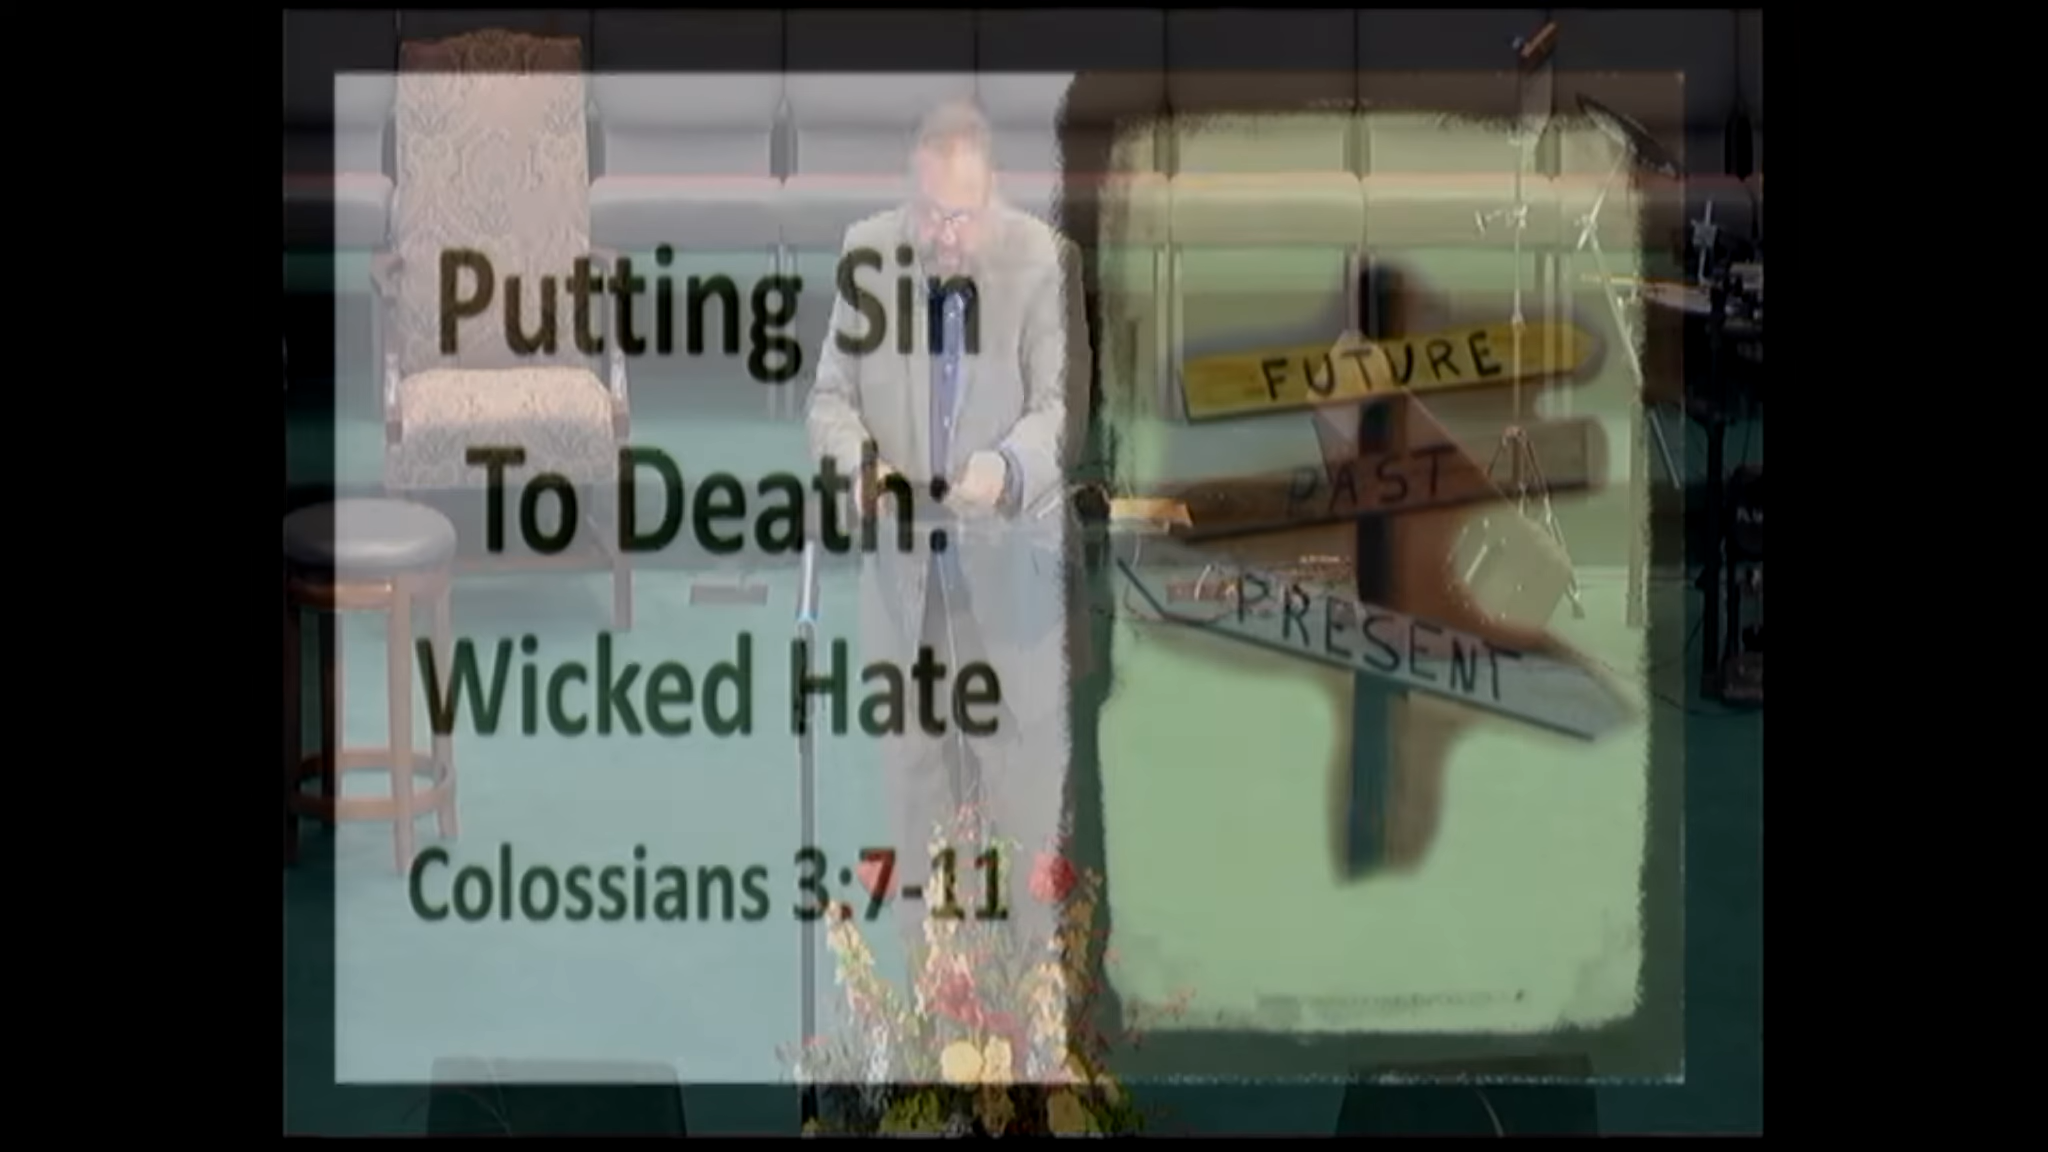 Putting Sin
To Death:
Wicked Hate
Colossians 3:7-11
FUTURE
PAST
PRESENT